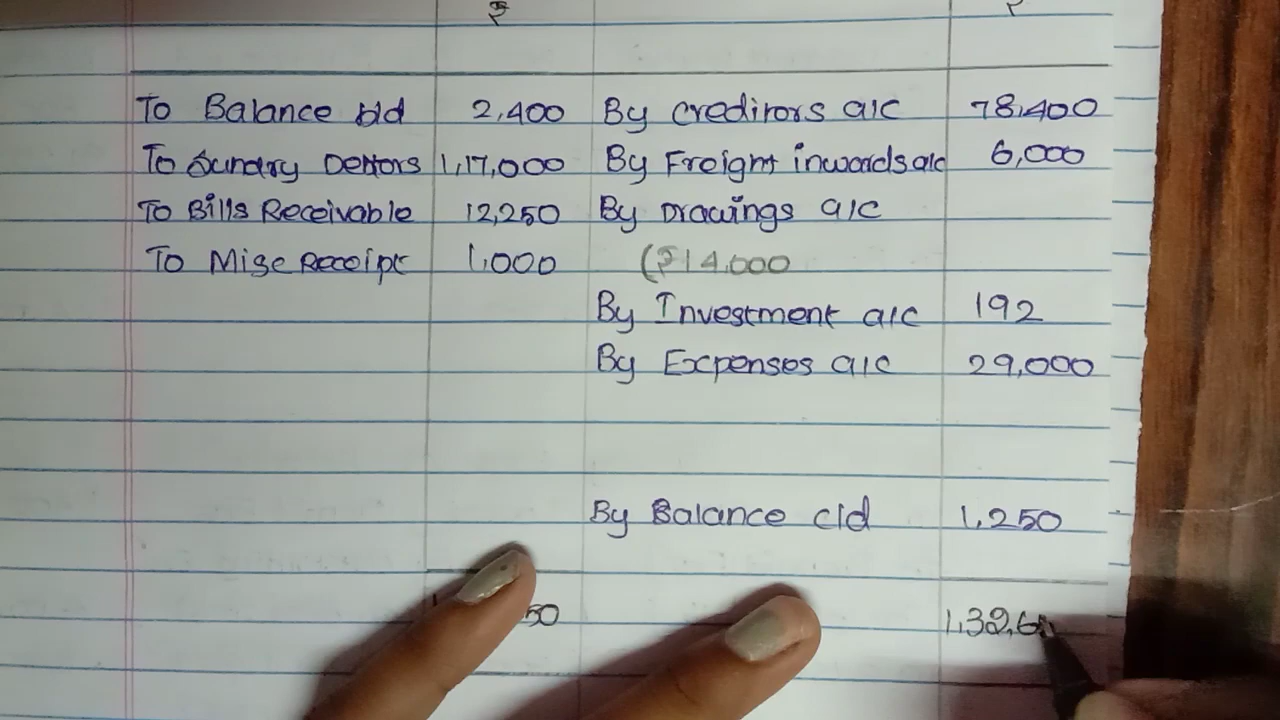 ₹ ₹
To Balance b/d 2,400 By Creditors a/c 78,400
To Sundry Debtors 1,17,000 By Freight inwards a/c 6,000
To Bills Receivable 12,250 By Drawings a/c
To Misc Receipt 1,000 (₹14,000
By Investment a/c 192
By Expenses a/c 29,000
By Balance c/d 1,250
50 1,32,6